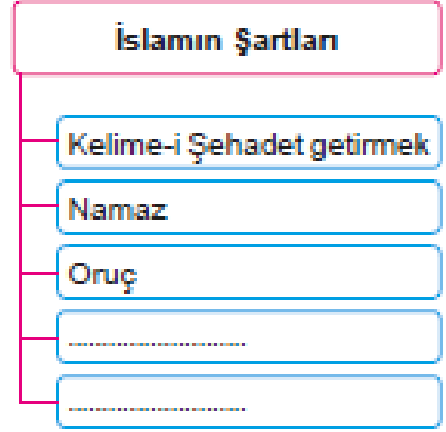 İslamın Şartları
Kelime-i Şehadet getirmek
Namaz
Oruç
............................
............................